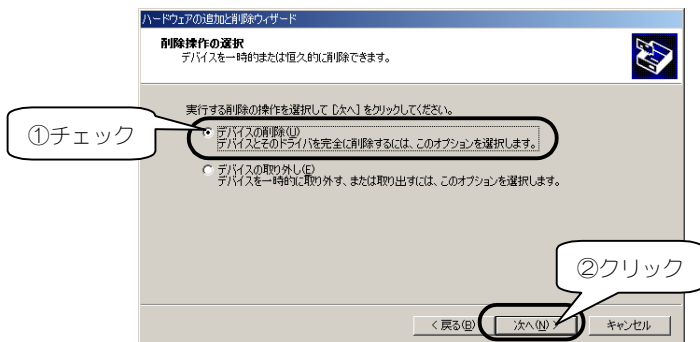 ハードウェアの追加と削除ウィザード
削除操作の選択
デバイスを一時的または恒久的に削除できます。
実行する削除の操作を選択して [次へ] をクリックしてください。
①チェック
デバイスの削除(U)
デバイスとそのドライバを完全に削除するには、このオプションを選択します。
デバイスの取り外し(E)
デバイスを一時的に取り外す、または取り出すには、このオプションを選択します。
②クリック
< 戻る(B)
次へ(N) >
キャンセル